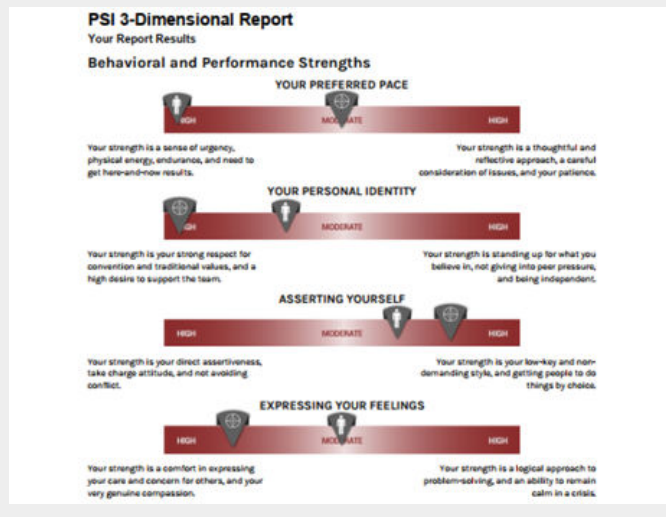 PSI 3-Dimensional Report
Your Report Results
Behavioral and Performance Strengths
YOUR PREFERRED PACE
HIGH MODERATE HIGH
Your strength is a sense of urgency,
physical energy, endurance, and need to
get here-and-now results.
Your strength is a thoughtful and
reflective approach, a careful
consideration of issues, and your patience.
YOUR PERSONAL IDENTITY
HIGH MODERATE HIGH
Your strength is your strong respect for
convention and traditional values, and a
high desire to support the team.
Your strength is standing up for what you
believe in, not giving into peer pressure,
and being independent.
ASSERTING YOURSELF
HIGH MODERATE HIGH
Your strength is your direct assertiveness,
take charge attitude, and not avoiding
conflict.
Your strength is your low-key and non-
demanding style, and getting people to do
things by choice.
EXPRESSING YOUR FEELINGS
HIGH MODERATE HIGH
Your strength is a comfort in expressing
your care and concern for others, and your
very genuine compassion.
Your strength is a logical approach to
problem-solving, and an ability to remain
calm in a crisis.